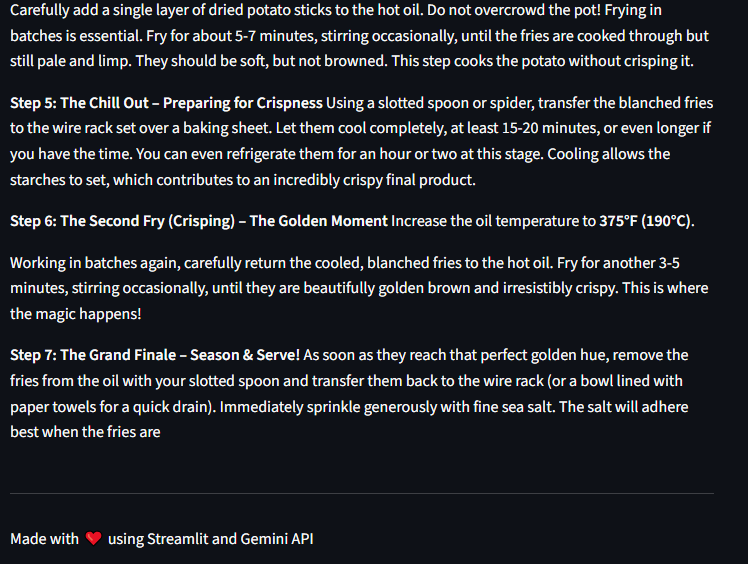 Carefully add a single layer of dried potato sticks to the hot oil. Do not overcrowd the pot! Frying in
batches is essential. Fry for about 5-7 minutes, stirring occasionally, until the fries are cooked through but
still pale and limp. They should be soft, but not browned. This step cooks the potato without crisping it.
Step 5: The Chill Out – Preparing for Crispness Using a slotted spoon or spider, transfer the blanched fries
to the wire rack set over a baking sheet. Let them cool completely, at least 15-20 minutes, or even longer if
you have the time. You can even refrigerate them for an hour or two at this stage. Cooling allows the
starches to set, which contributes to an incredibly crispy final product.
Step 6: The Second Fry (Crisping) – The Golden Moment Increase the oil temperature to 375°F (190°C).
Working in batches again, carefully return the cooled, blanched fries to the hot oil. Fry for another 3-5
minutes, stirring occasionally, until they are beautifully golden brown and irresistibly crispy. This is where
the magic happens!
Step 7: The Grand Finale – Season & Serve! As soon as they reach that perfect golden hue, remove the
fries from the oil with your slotted spoon and transfer them back to the wire rack (or a bowl lined with
paper towels for a quick drain). Immediately sprinkle generously with fine sea salt. The salt will adhere
best when the fries are
Made with ❤️ using Streamlit and Gemini API